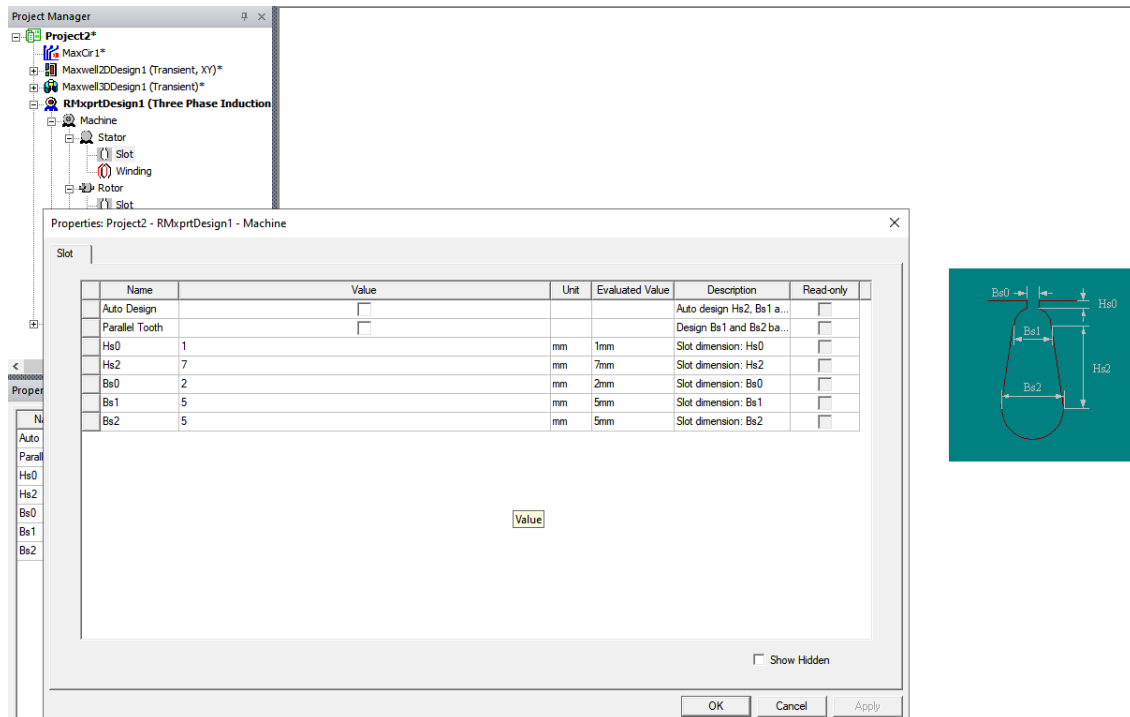 Project Manager
Project2*
MaxCir1*
Maxwell2DDesign1 (Transient, XY)*
Maxwell3DDesign1 (Transient)*
RMxprtDesign1 (Three Phase Induction
Machine
Stator
Slot
Winding
Rotor
Slot
Properties: Project2 - RMxprtDesign1 - Machine
Slot
Name Value Unit Evaluated Value Description Read-only
Auto Design Auto design Hs2, Bs1 a...
Parallel Tooth Design Bs1 and Bs2 ba...
Hs0 1 mm 1mm Slot dimension: Hs0
Hs2 7 mm 7mm Slot dimension: Hs2
Bs0 2 mm 2mm Slot dimension: Bs0
Bs1 5 mm 5mm Slot dimension: Bs1
Bs2 5 mm 5mm Slot dimension: Bs2
Value
Show Hidden
OK Cancel Apply
Proper
Na
Auto
Parall
Hs0
Hs2
Bs0
Bs1
Bs2
Bs0
Hs0
Bs1
Hs2
Bs2